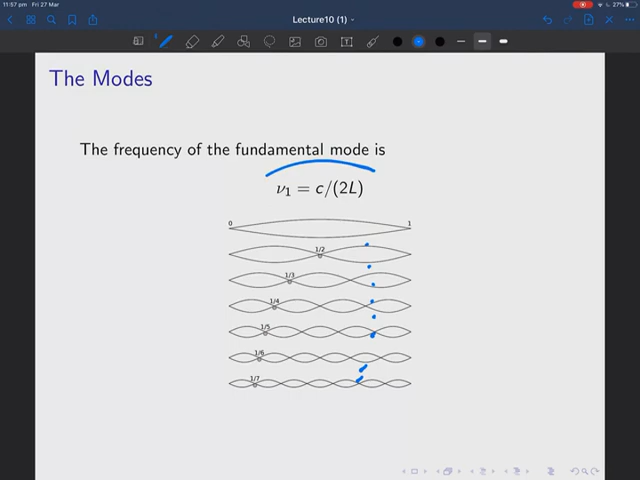 11:57 pm Fri 27 Mar
27%
Lecture10 (1)
The Modes
The frequency of the fundamental mode is
ν₁ = c/(2L)
0 1
1/2
1/3
1/4
1/5
1/6
1/7